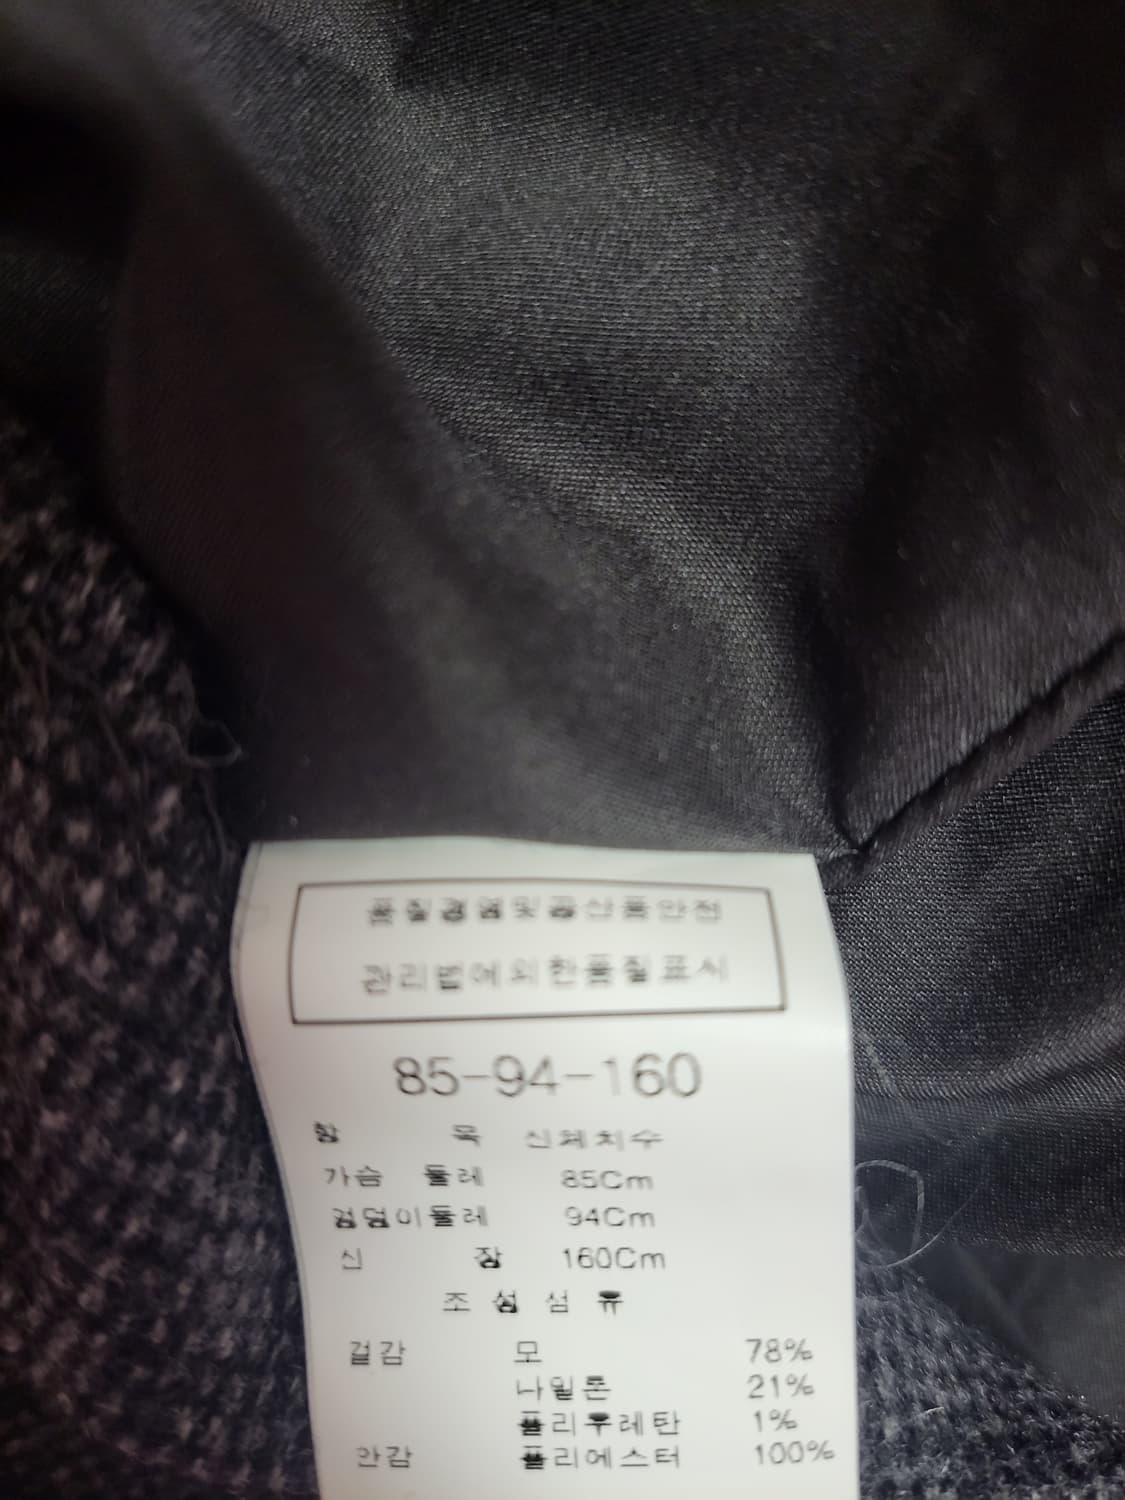 품질경영및공산품안전
관리법에의한품질표시
85-94-160
항 목 신체치수
가슴 둘레 85Cm
엉덩이둘레 94Cm
신 장 160Cm
조 성 섬 유
겉감 모 78%
나일론 21%
폴리우레탄 1%
안감 폴리에스터 100%